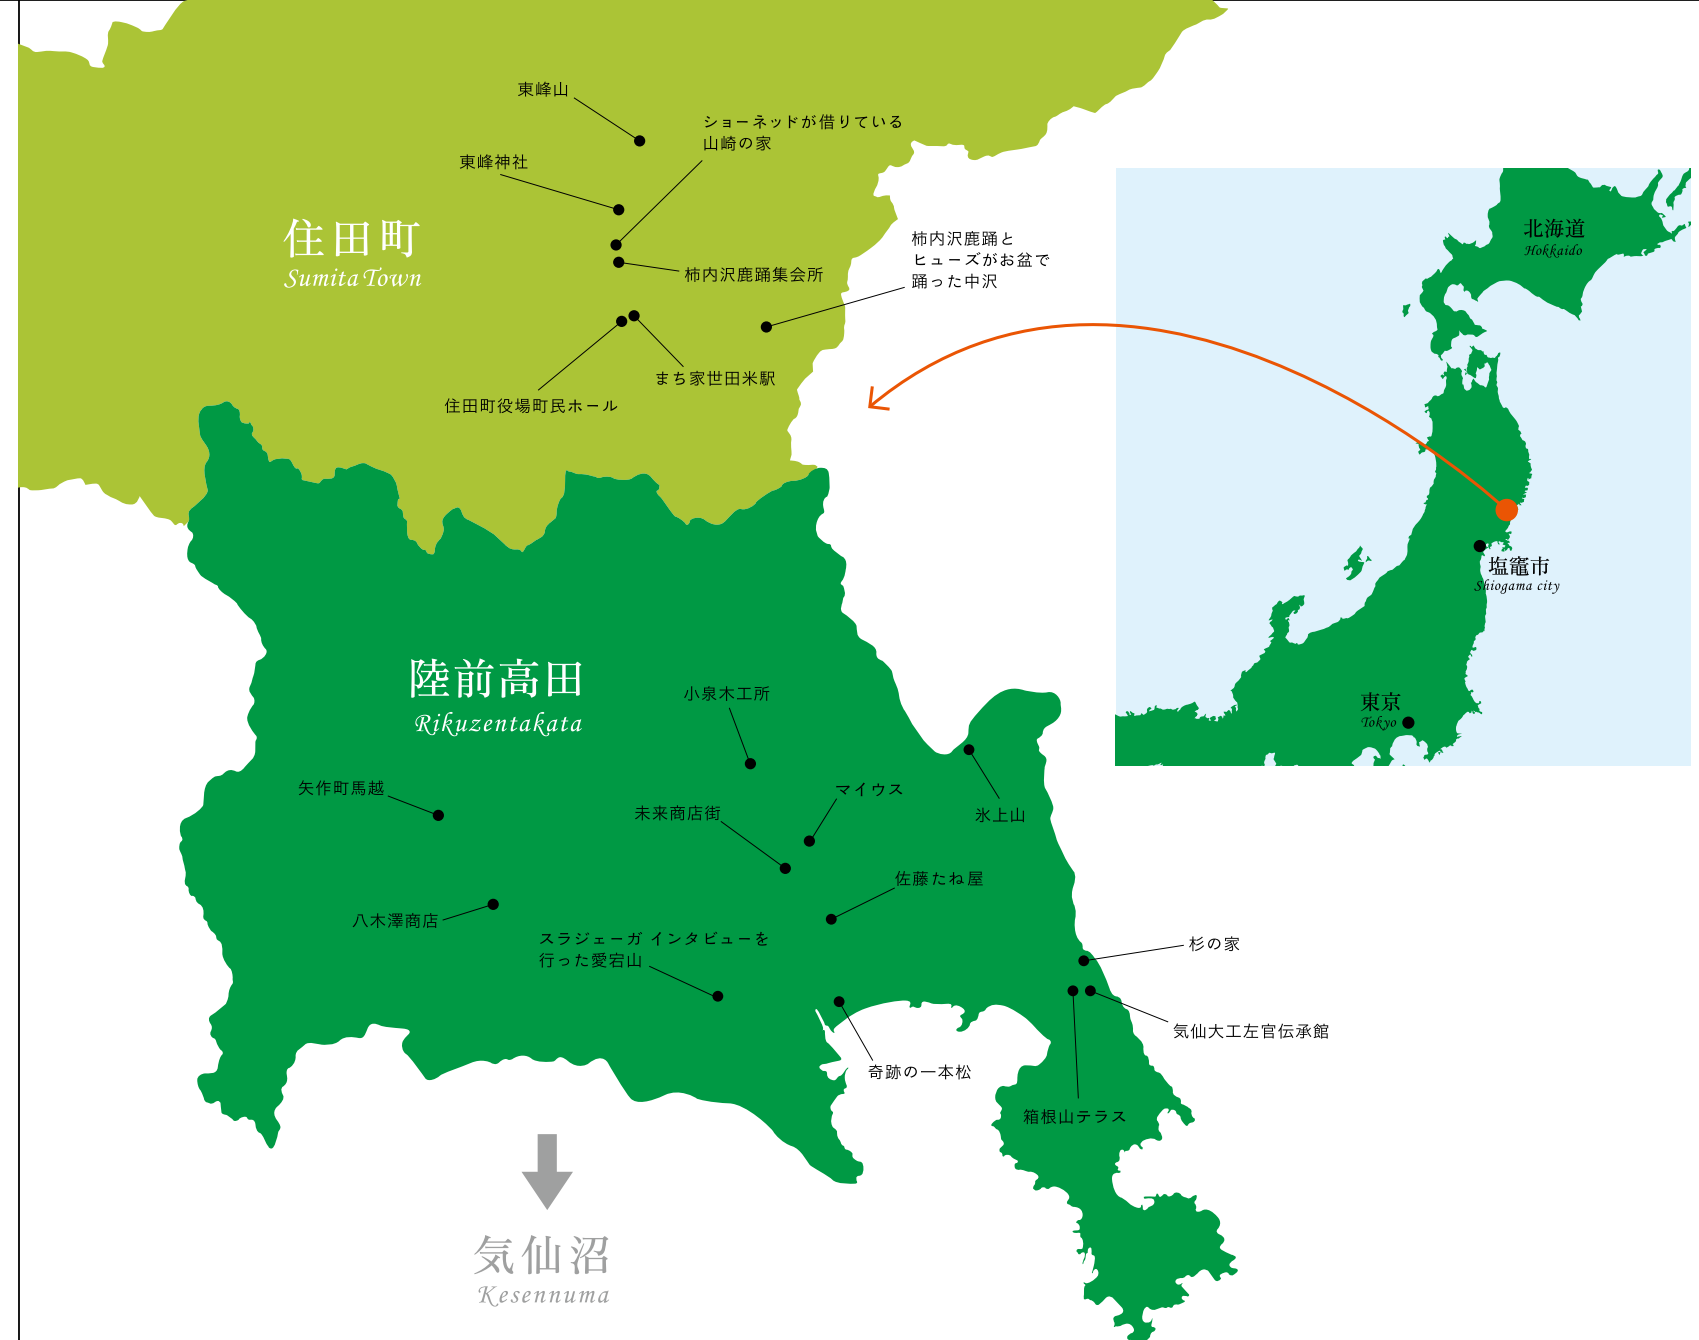 東峰山
ショーネッドが借りている
山崎の家
東峰神社
住田町
Sumita Town
柿内沢鹿踊と
ヒューズがお盆で
踊った中沢
柿内沢鹿踊集会所
まち家世田米駅
住田町役場町民ホール
北海道
Hokkaido
塩竈市
Shiogama city
東京
Tokyo
陸前高田
Rikuzentakata
小泉木工所
矢作町馬越
マイウス
未来商店街
氷上山
佐藤たね屋
八木澤商店
スラジェーガ インタビューを
行った愛宕山
杉の家
気仙大工左官伝承館
奇跡の一本松
箱根山テラス
気仙沼
Kesennuma